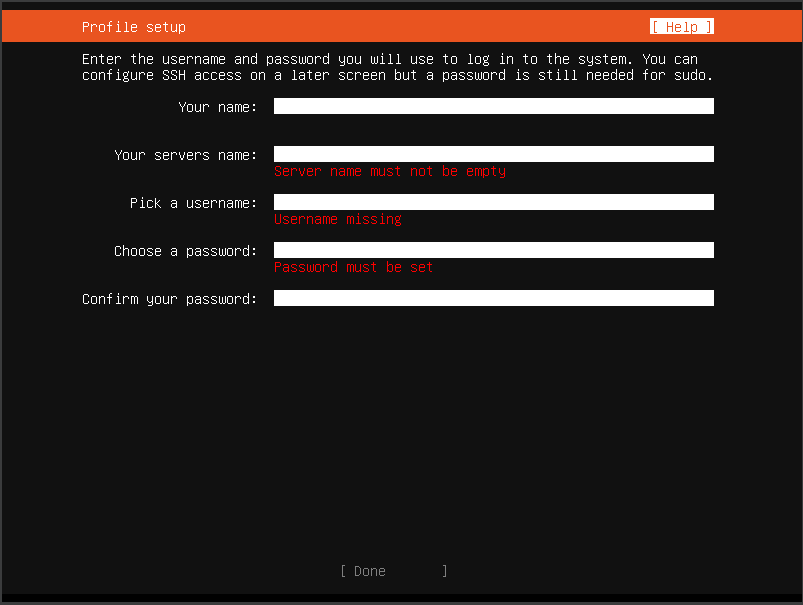 Profile setup [ Help ]
Enter the username and password you will use to log in to the system. You can
configure SSH access on a later screen but a password is still needed for sudo.
Your name:
Your servers name:
Server name must not be empty
Pick a username:
Username missing
Choose a password:
Password must be set
Confirm your password:
[ Done ]